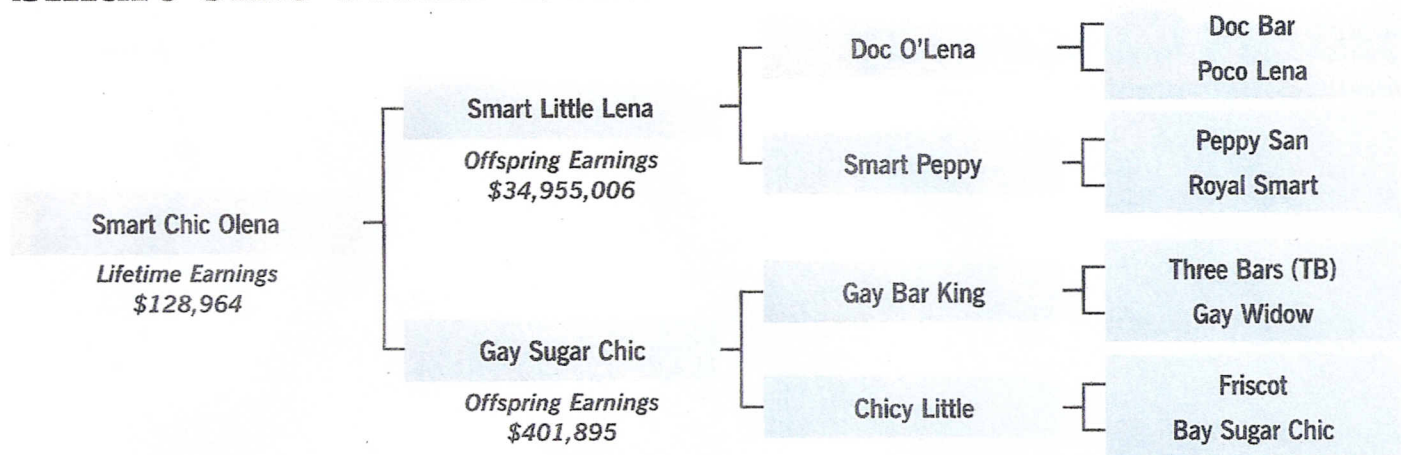 Doc Bar
Doc O'Lena
Poco Lena
Smart Little Lena
Offspring Earnings
$34,955,006
Peppy San
Smart Peppy
Royal Smart
Smart Chic Olena
Lifetime Earnings
$128,964
Three Bars (TB)
Gay Bar King
Gay Widow
Gay Sugar Chic
Offspring Earnings
$401,895
Friscot
Chicy Little
Bay Sugar Chic